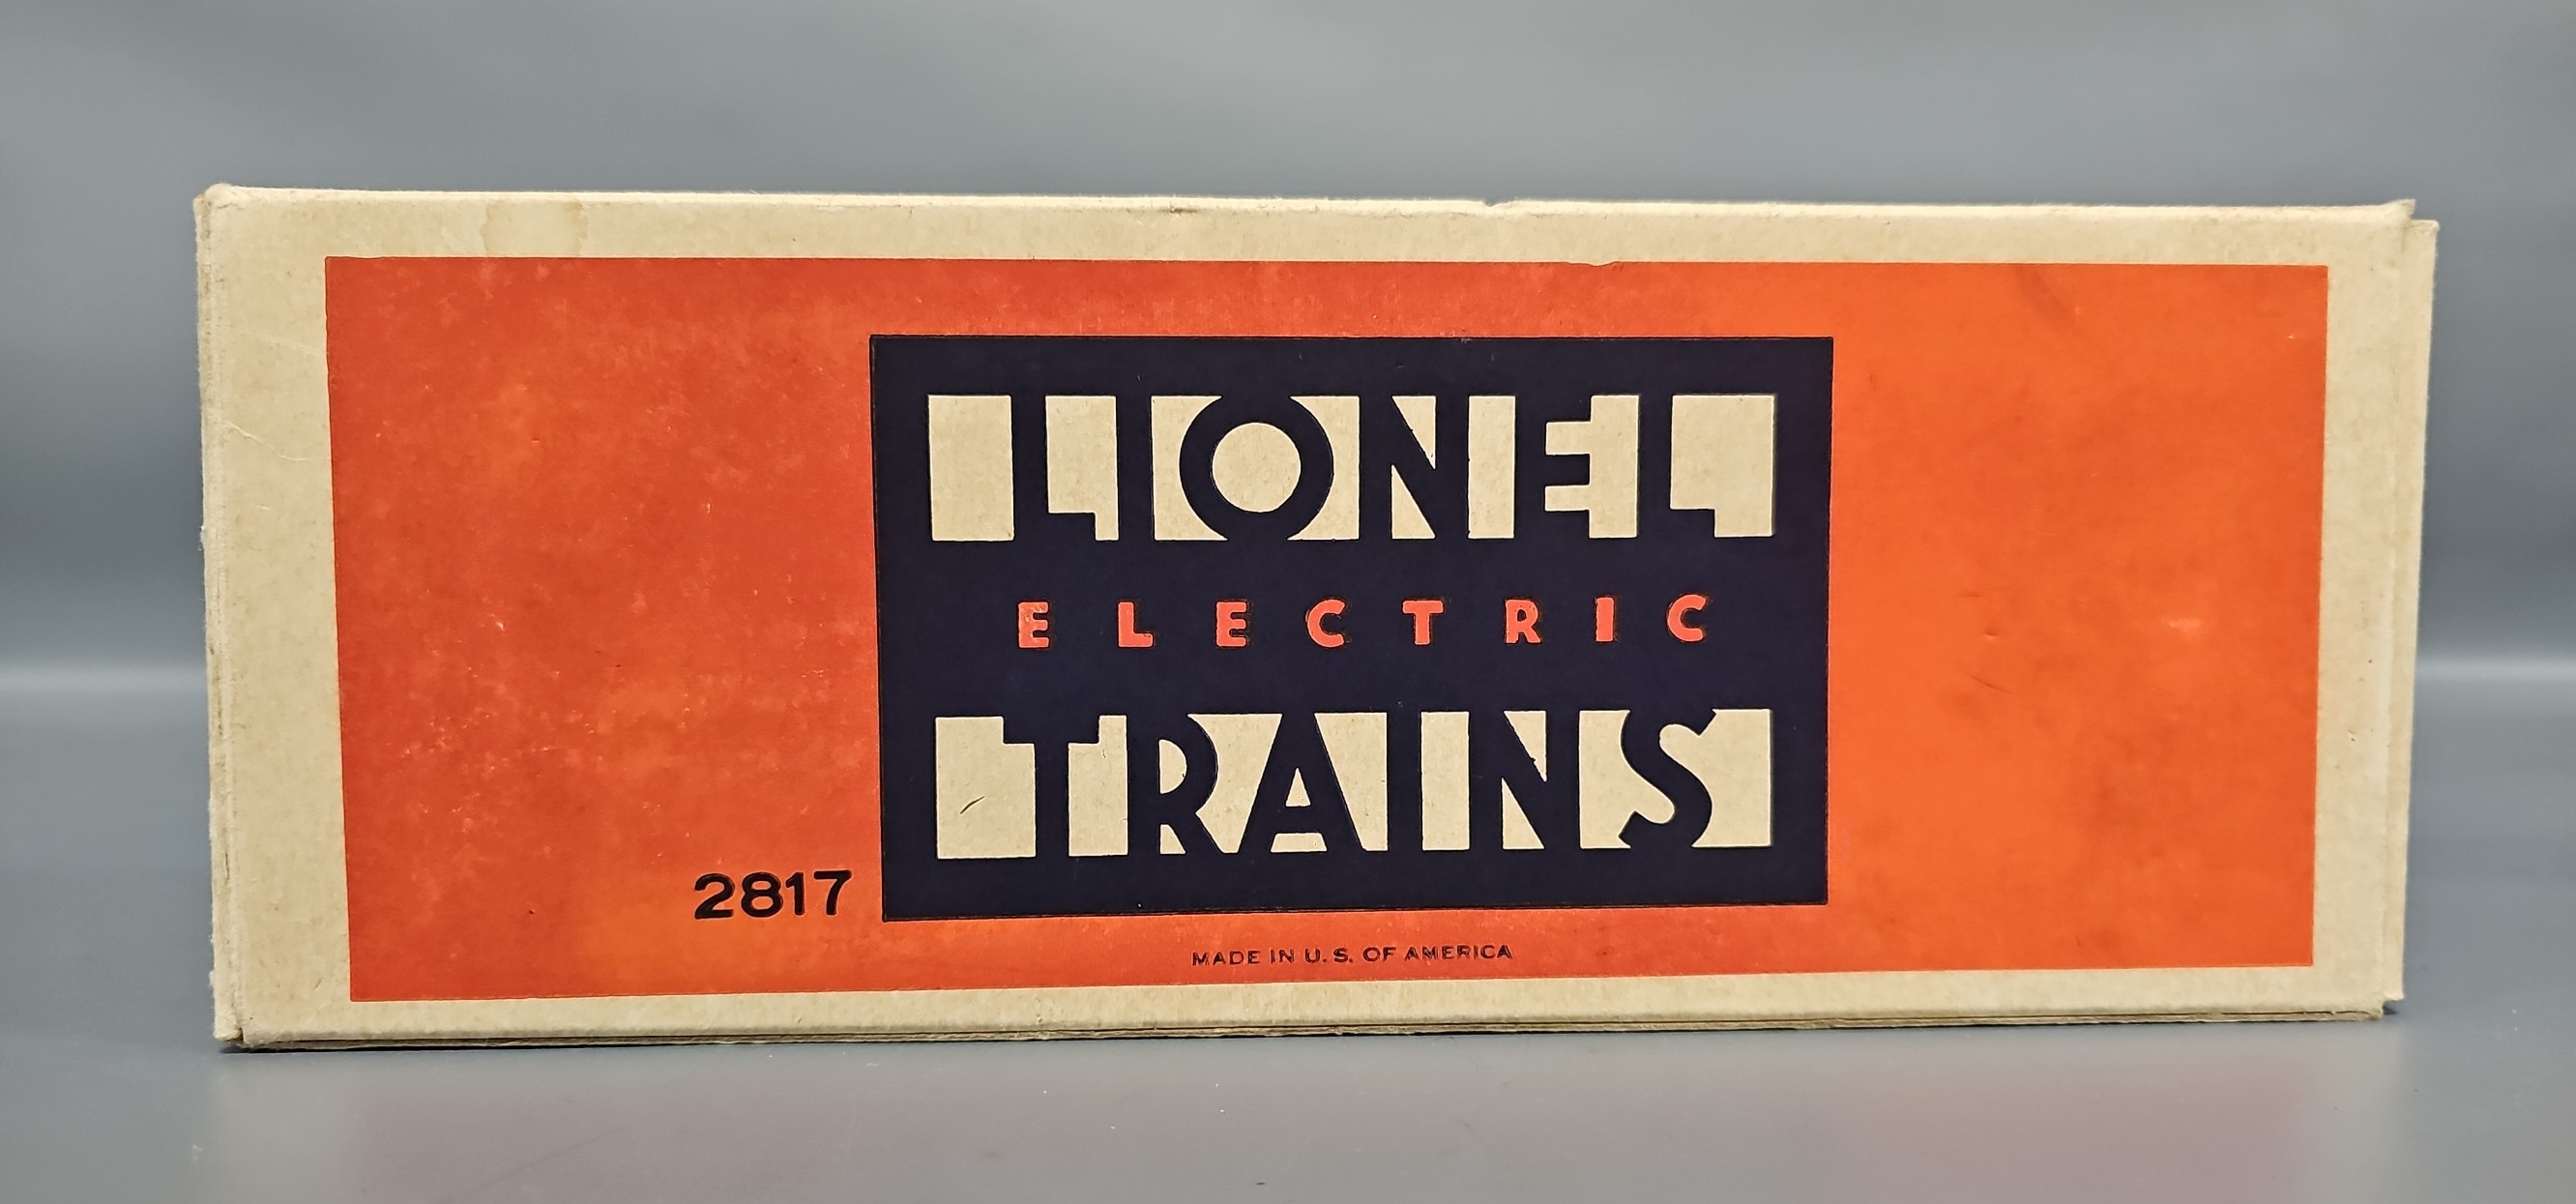 LIONEL
ELECTRIC
TRAINS
2817
MADE IN U. S. OF AMERICA